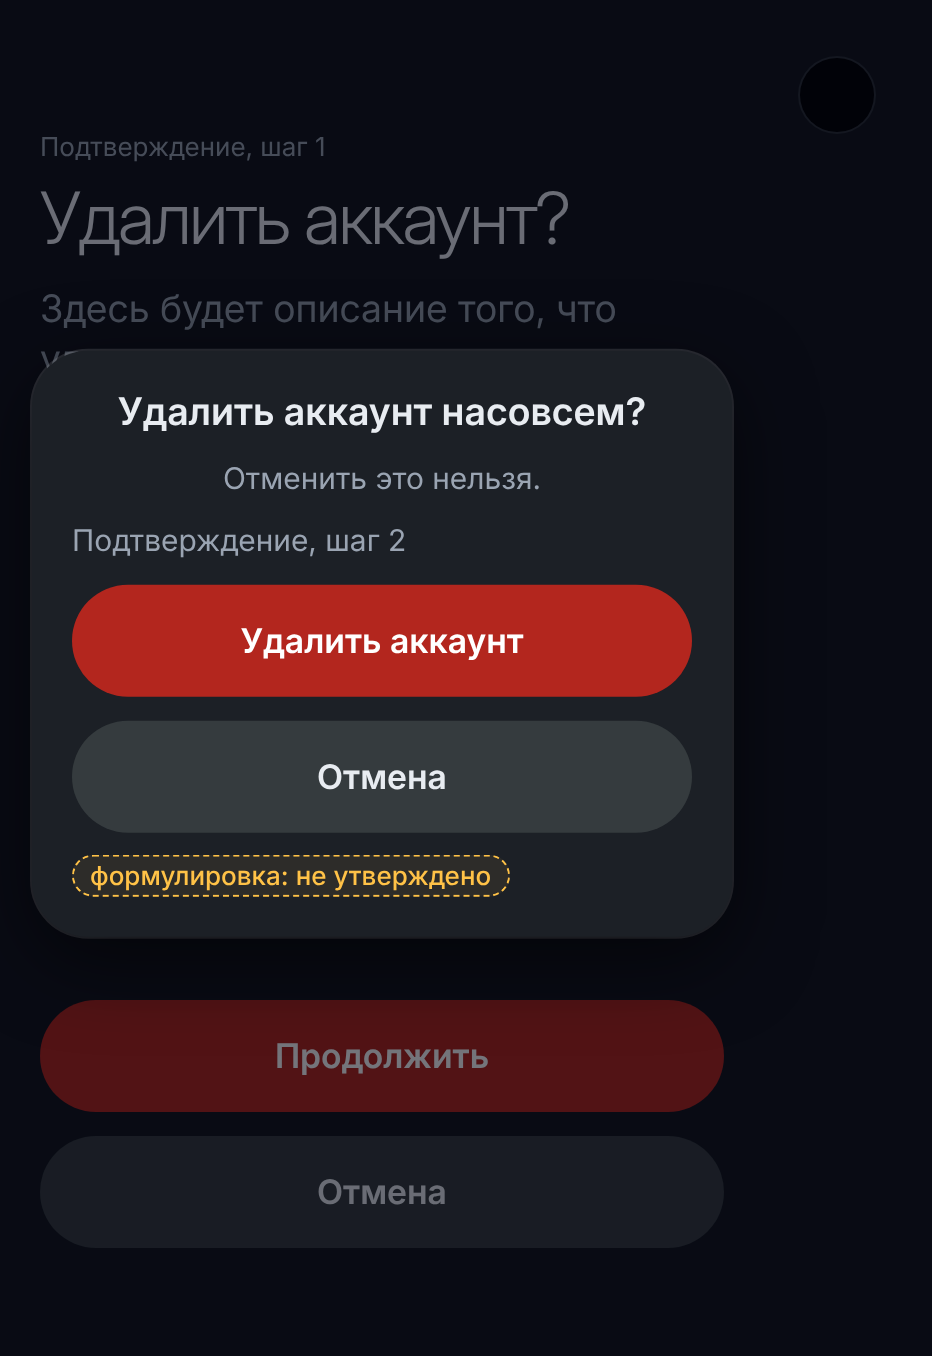 Подтверждение, шаг 1
Удалить аккаунт?
Здесь будет описание того, что
Удалить аккаунт насовсем?
Отменить это нельзя.
Подтверждение, шаг 2
Удалить аккаунт
Отмена
формулировка: не утверждено
Продолжить
Отмена